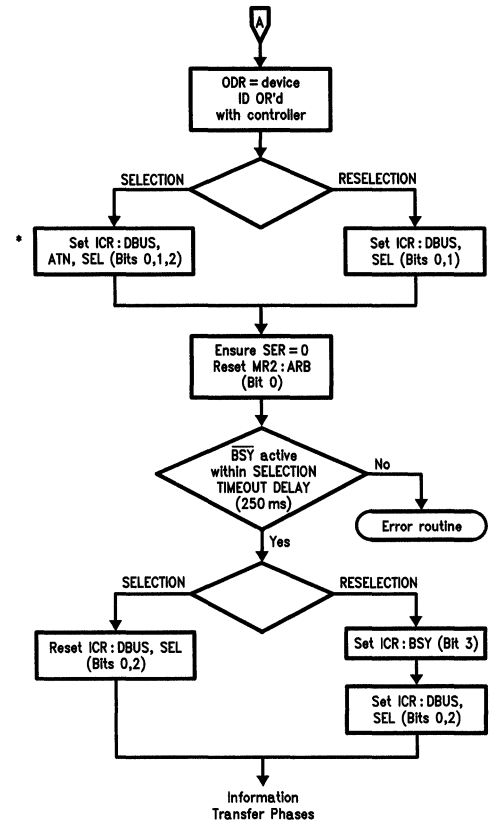 A
ODR = device
ID OR'd
with controller
SELECTION
RESELECTION
*
Set ICR : DBUS,
ATN, SEL (Bits 0,1,2)
Set ICR : DBUS,
SEL (Bits 0,1)
Ensure SER = 0
Reset MR2 : ARB
(Bit 0)
B̅S̅Y̅ active
within SELECTION
TIMEOUT DELAY
(250 ms)
No
Error routine
Yes
SELECTION
RESELECTION
Reset ICR : DBUS, SEL
(Bits 0,2)
Set ICR : BSY (Bit 3)
Set ICR : DBUS,
SEL (Bits 0,2)
Information
Transfer Phases